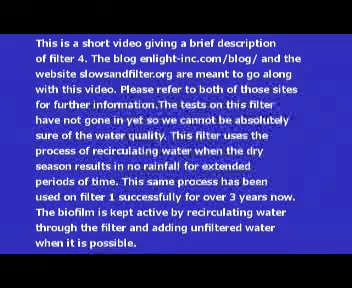 This is a short video giving a brief description
of filter 4. The blog enlight-inc.com/blog/ and the
website slowsandfilter.org are meant to go along
with this video. Please refer to both of those sites
for further information.The tests on this filter
have not gone in yet so we cannot be absolutely
sure of the water quality. This filter uses the
process of recirculating water when the dry
season results in no rainfall for extended
periods of time. This same process has been
used on filter 1 successfully for over 3 years now.
The biofilm is kept active by recirculating water
through the filter and adding unfiltered water
when it is possible.